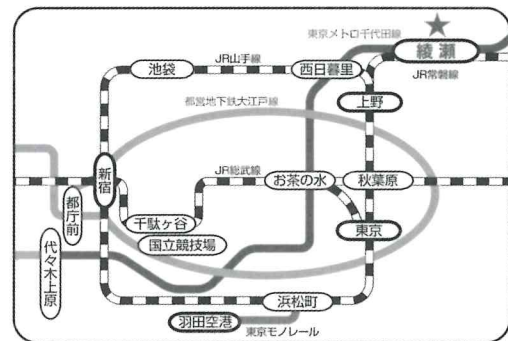 東京メトロ千代田線
綾瀬
JR山手線
池袋
西日暮里
JR常磐線
上野
都営地下鉄大江戸線
新宿
JR総武線
お茶の水
秋葉原
都庁前
千駄ヶ谷
国立競技場
東京
代々木上原
浜松町
羽田空港
東京モノレール